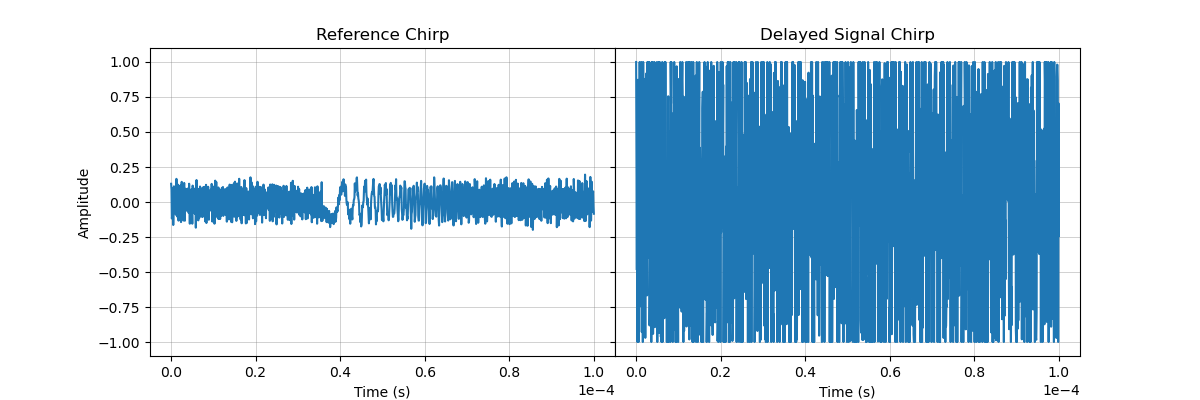 Reference Chirp
Delayed Signal Chirp
1.00
0.75
0.50
0.25
0.00
−0.25
−0.50
−0.75
−1.00
Amplitude
0.0 0.2 0.4 0.6 0.8 1.0
1e−4
Time (s)
0.0 0.2 0.4 0.6 0.8 1.0
1e−4
Time (s)